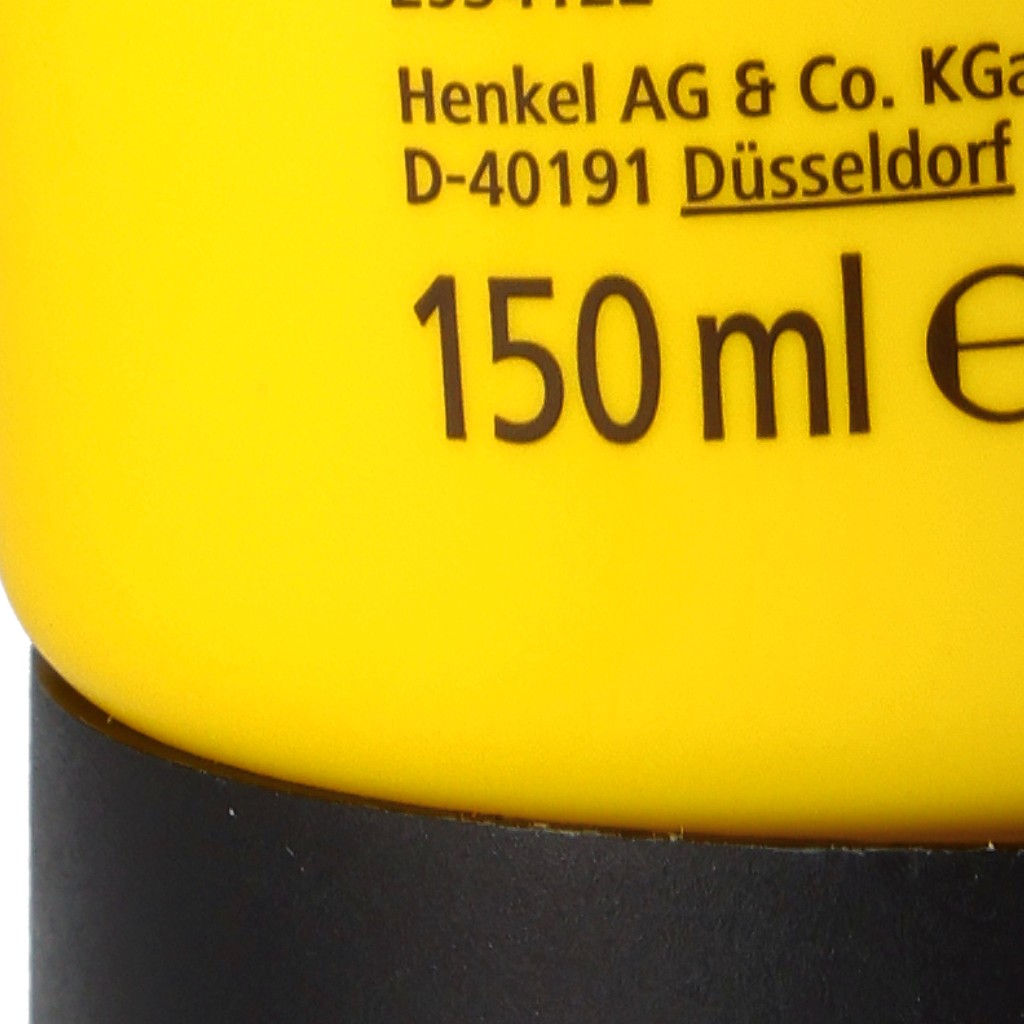 Henkel AG & Co. KGa
D-40191 Düsseldorf
150 ml ℮